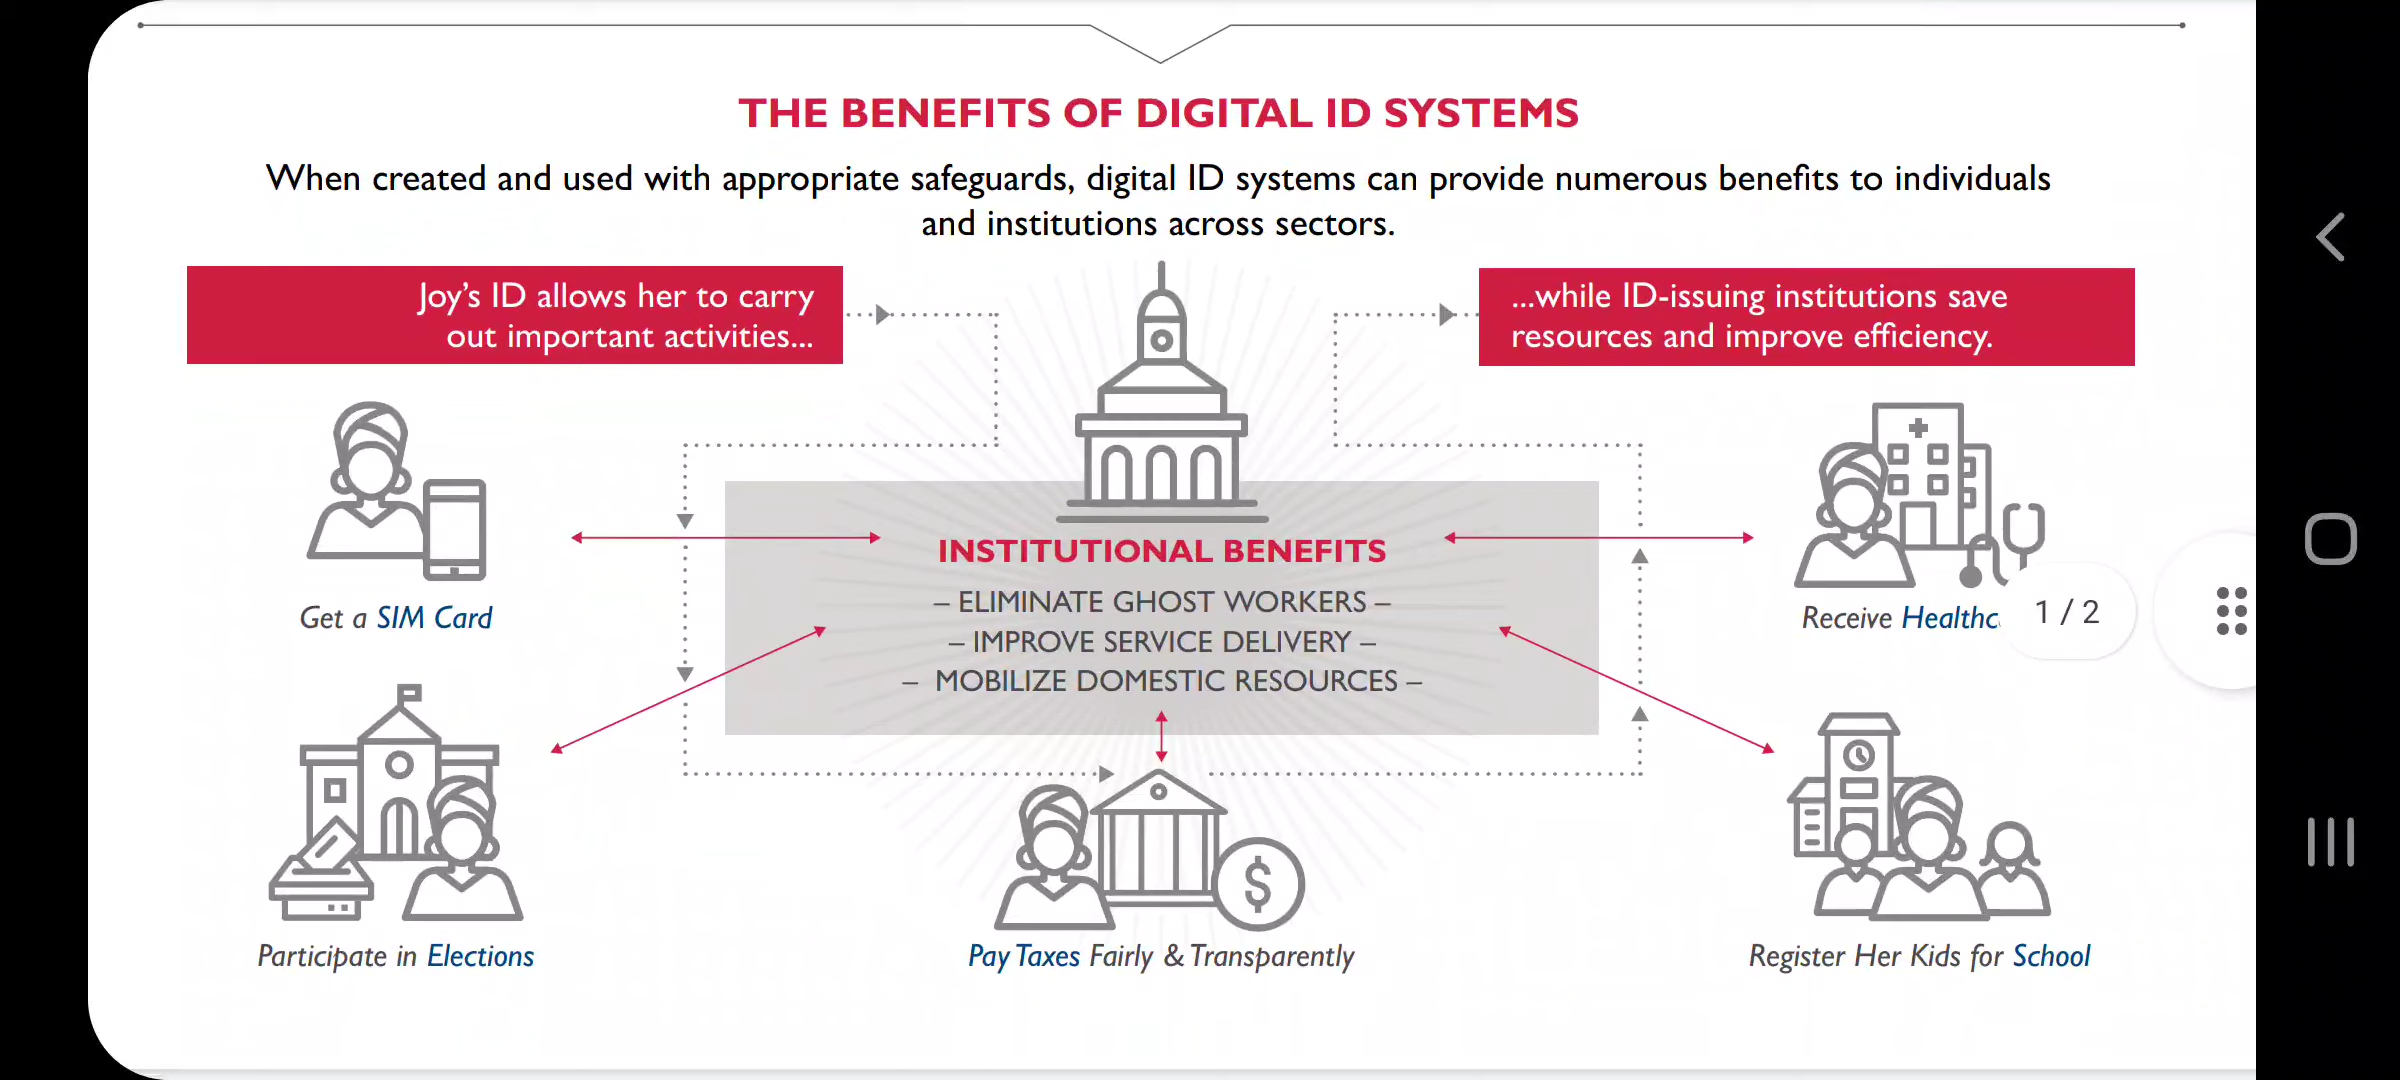 THE BENEFITS OF DIGITAL ID SYSTEMS
When created and used with appropriate safeguards, digital ID systems can provide numerous benefits to individuals
and institutions across sectors.
Joy's ID allows her to carry
out important activities...
...while ID-issuing institutions save
resources and improve efficiency.
INSTITUTIONAL BENEFITS
– ELIMINATE GHOST WORKERS –
– IMPROVE SERVICE DELIVERY –
– MOBILIZE DOMESTIC RESOURCES –
Get a SIM Card
Receive
1 / 2
$
Participate in Elections
Pay Taxes Fairly & Transparently
Register Her Kids for School